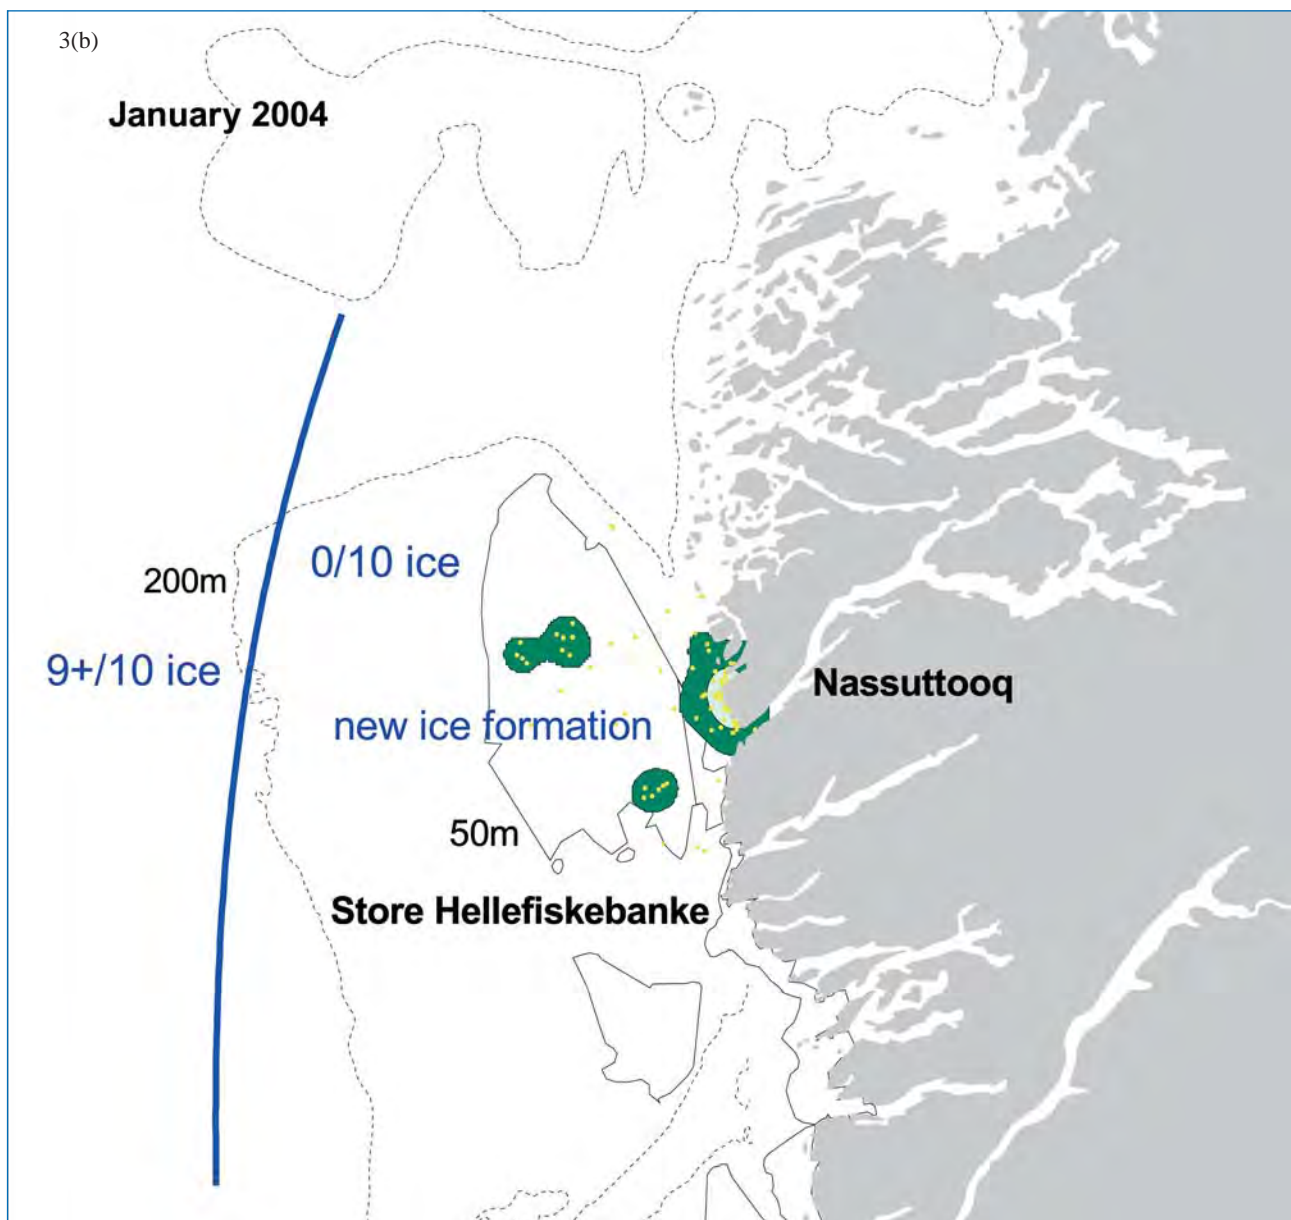 3(b)
January 2004
0/10 ice
200m
9+/10 ice
Nassuttooq
new ice formation
50m
Store Hellefiskebanke